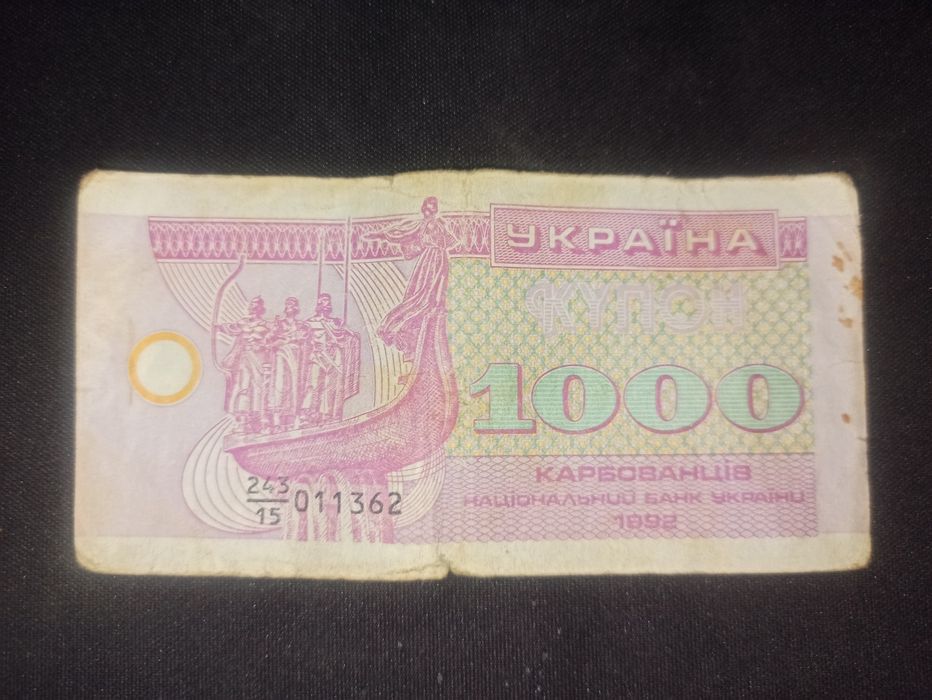 УКРАЇНА
КУПОН
1000
КАРБОВАНЦІВ
НАЦІОНАЛЬНИЙ БАНК УКРАЇНИ
1992
243/15 011362